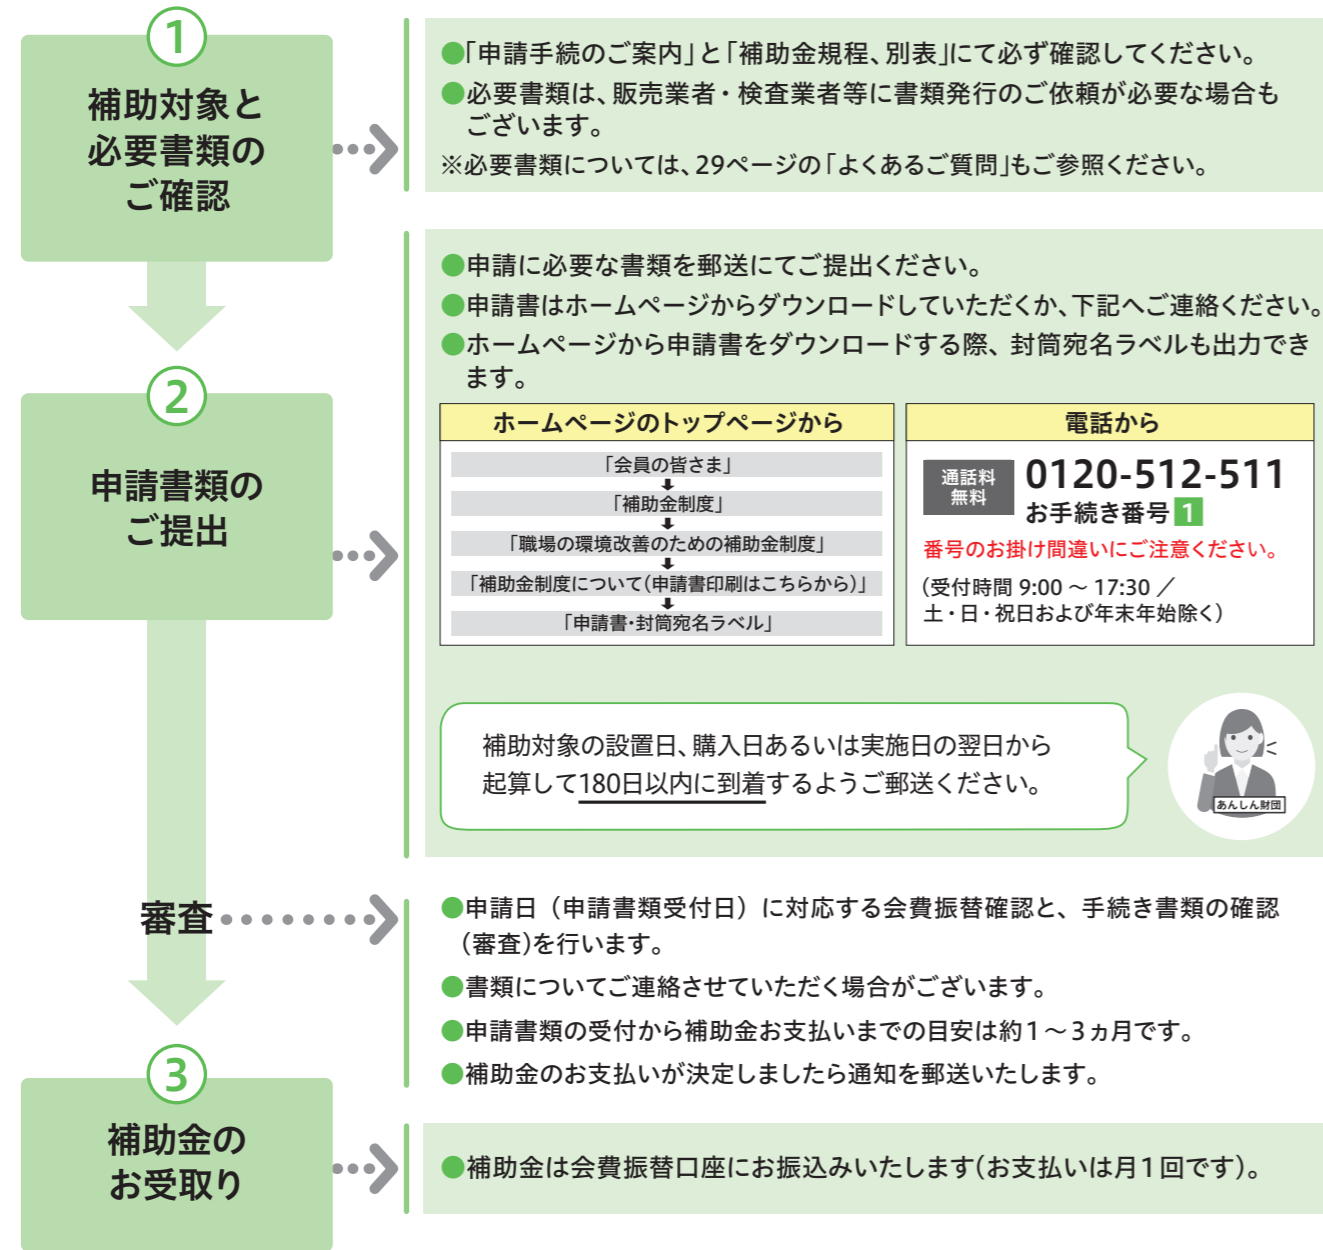 1
補助対象と
必要書類の
ご確認
●「申請手続のご案内」と「補助金規程、別表」にて必ず確認してください。
●必要書類は、販売業者・検査業者等に書類発行のご依頼が必要な場合も
ございます。
※必要書類については、29ページの「よくあるご質問」もご参照ください。
2
申請書類の
ご提出
●申請に必要な書類を郵送にてご提出ください。
●申請書はホームページからダウンロードしていただくか、下記へご連絡ください。
●ホームページから申請書をダウンロードする際、封筒宛名ラベルも出力でき
ます。
ホームページのトップページから
「会員の皆さま」
「補助金制度」
「職場の環境改善のための補助金制度」
「補助金制度について(申請書印刷はこちらから)」
「申請書・封筒宛名ラベル」
電話から
通話料
無料
0120-512-511
お手続き番号 1
番号のお掛け間違いにご注意ください。
(受付時間 9:00 ~ 17:30 /
土・日・祝日および年末年始除く)
補助対象の設置日、購入日あるいは実施日の翌日から
起算して180日以内に到着するようご郵送ください。
あんしん財団
審査
●申請日(申請書類受付日)に対応する会費振替確認と、手続き書類の確認
(審査)を行います。
●書類についてご連絡させていただく場合がございます。
●申請書類の受付から補助金お支払いまでの目安は約1~3ヵ月です。
●補助金のお支払いが決定しましたら通知を郵送いたします。
3
補助金の
お受取り
●補助金は会費振替口座にお振込みいたします(お支払いは月1回です)。